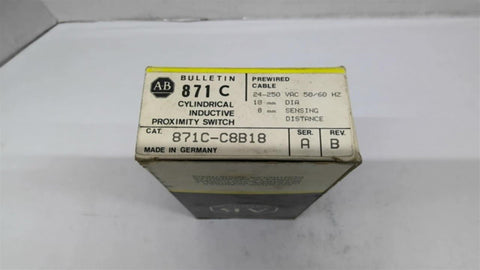 A-B
BULLETIN
871 C
CYLINDRICAL
INDUCTIVE
PROXIMITY SWITCH
PREWIRED
CABLE
24-250 VAC 50/60 HZ
18 mm DIA
8 mm SENSING
DISTANCE
CAT. 871C-C8B18
SER. A
REV. B
MADE IN GERMANY